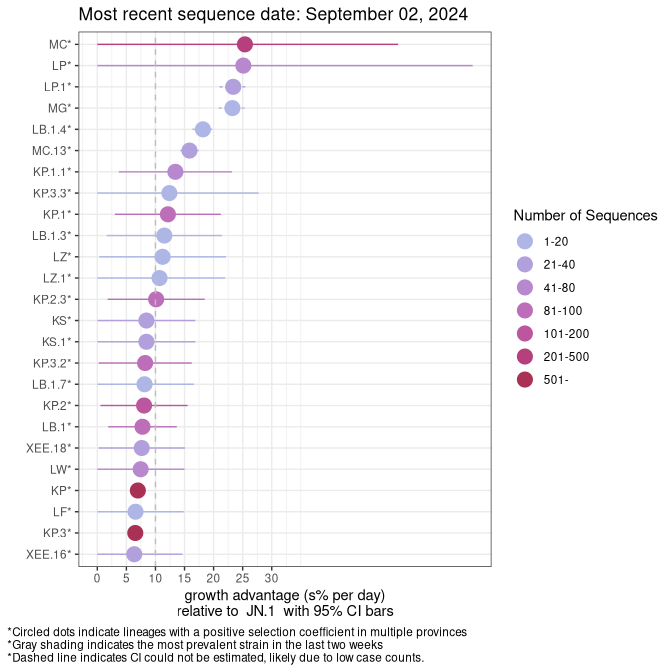 Most recent sequence date: September 02, 2024
MC*
LP*
LP.1*
MG*
LB.1.4*
MC.13*
KP.1.1*
KP.3.3*
KP.1*
LB.1.3*
LZ*
LZ.1*
KP.2.3*
KS*
KS.1*
KP.3.2*
LB.1.7*
KP.2*
LB.1*
XEE.18*
LW*
KP*
LF*
KP.3*
XEE.16*
0 5 10 15 20 25 30
growth advantage (s% per day)
relative to JN.1 with 95% CI bars
Number of Sequences
1-20
21-40
41-80
81-100
101-200
201-500
501-
*Circled dots indicate lineages with a positive selection coefficient in multiple provinces
*Gray shading indicates the most prevalent strain in the last two weeks
*Dashed line indicates CI could not be estimated, likely due to low case counts.